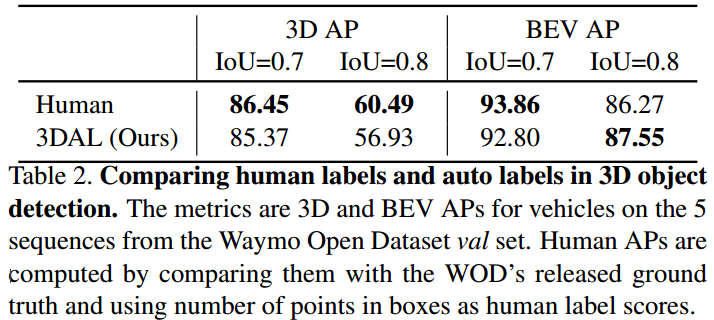 3D AP BEV AP
IoU=0.7 IoU=0.8 IoU=0.7 IoU=0.8
Human 86.45 60.49 93.86 86.27
3DAL (Ours) 85.37 56.93 92.80 87.55
Table 2. Comparing human labels and auto labels in 3D object
detection. The metrics are 3D and BEV APs for vehicles on the 5
sequences from the Waymo Open Dataset val set. Human APs are
computed by comparing them with the WOD's released ground
truth and using number of points in boxes as human label scores.